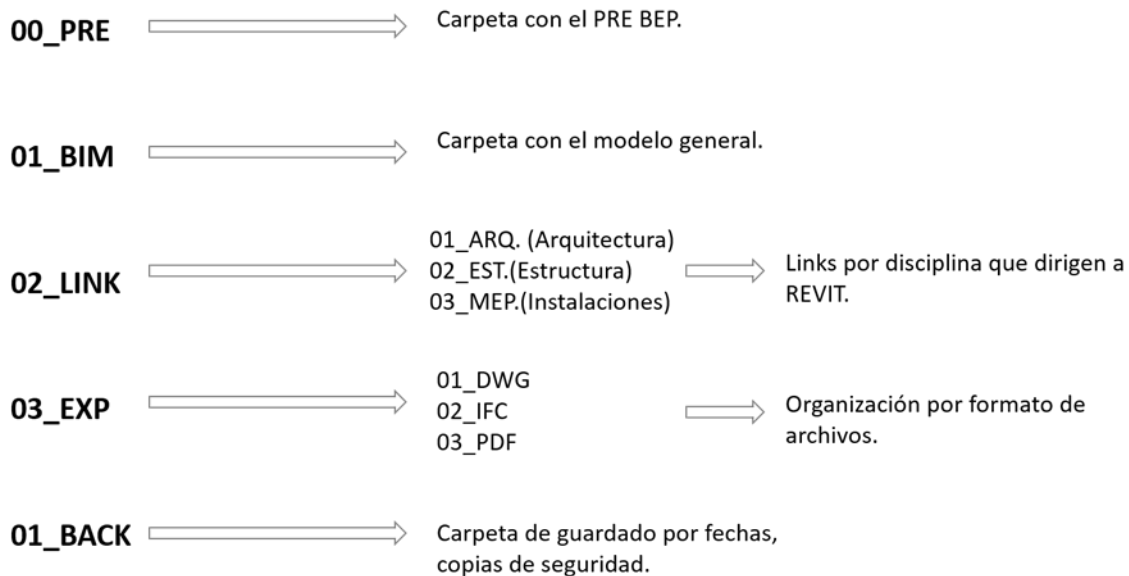 00_PRE
Carpeta con el PRE BEP.
01_BIM
Carpeta con el modelo general.
02_LINK
01_ARQ. (Arquitectura)
02_EST.(Estructura)
03_MEP.(Instalaciones)
Links por disciplina que dirigen a
REVIT.
03_EXP
01_DWG
02_IFC
03_PDF
Organización por formato de
archivos.
01_BACK
Carpeta de guardado por fechas,
copias de seguridad.